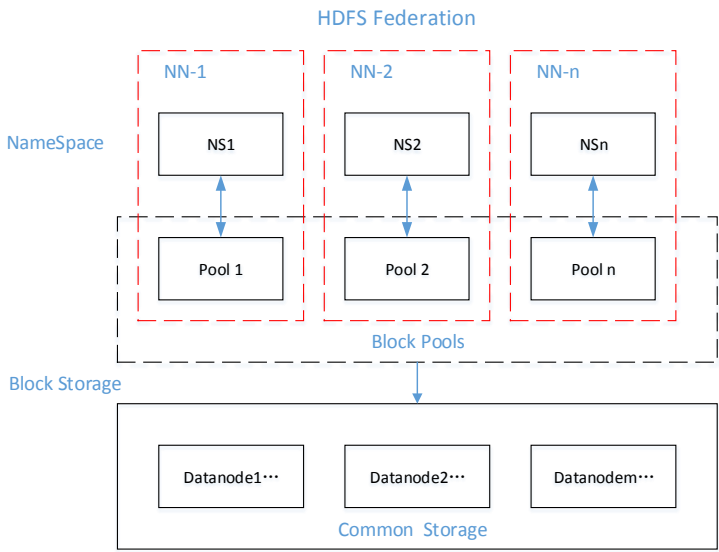 HDFS Federation
NN-1 NN-2 NN-n
NameSpace
NS1 NS2 NSn
Pool 1 Pool 2 Pool n
Block Pools
Block Storage
Datanode1··· Datanode2··· Datanodem···
Common Storage